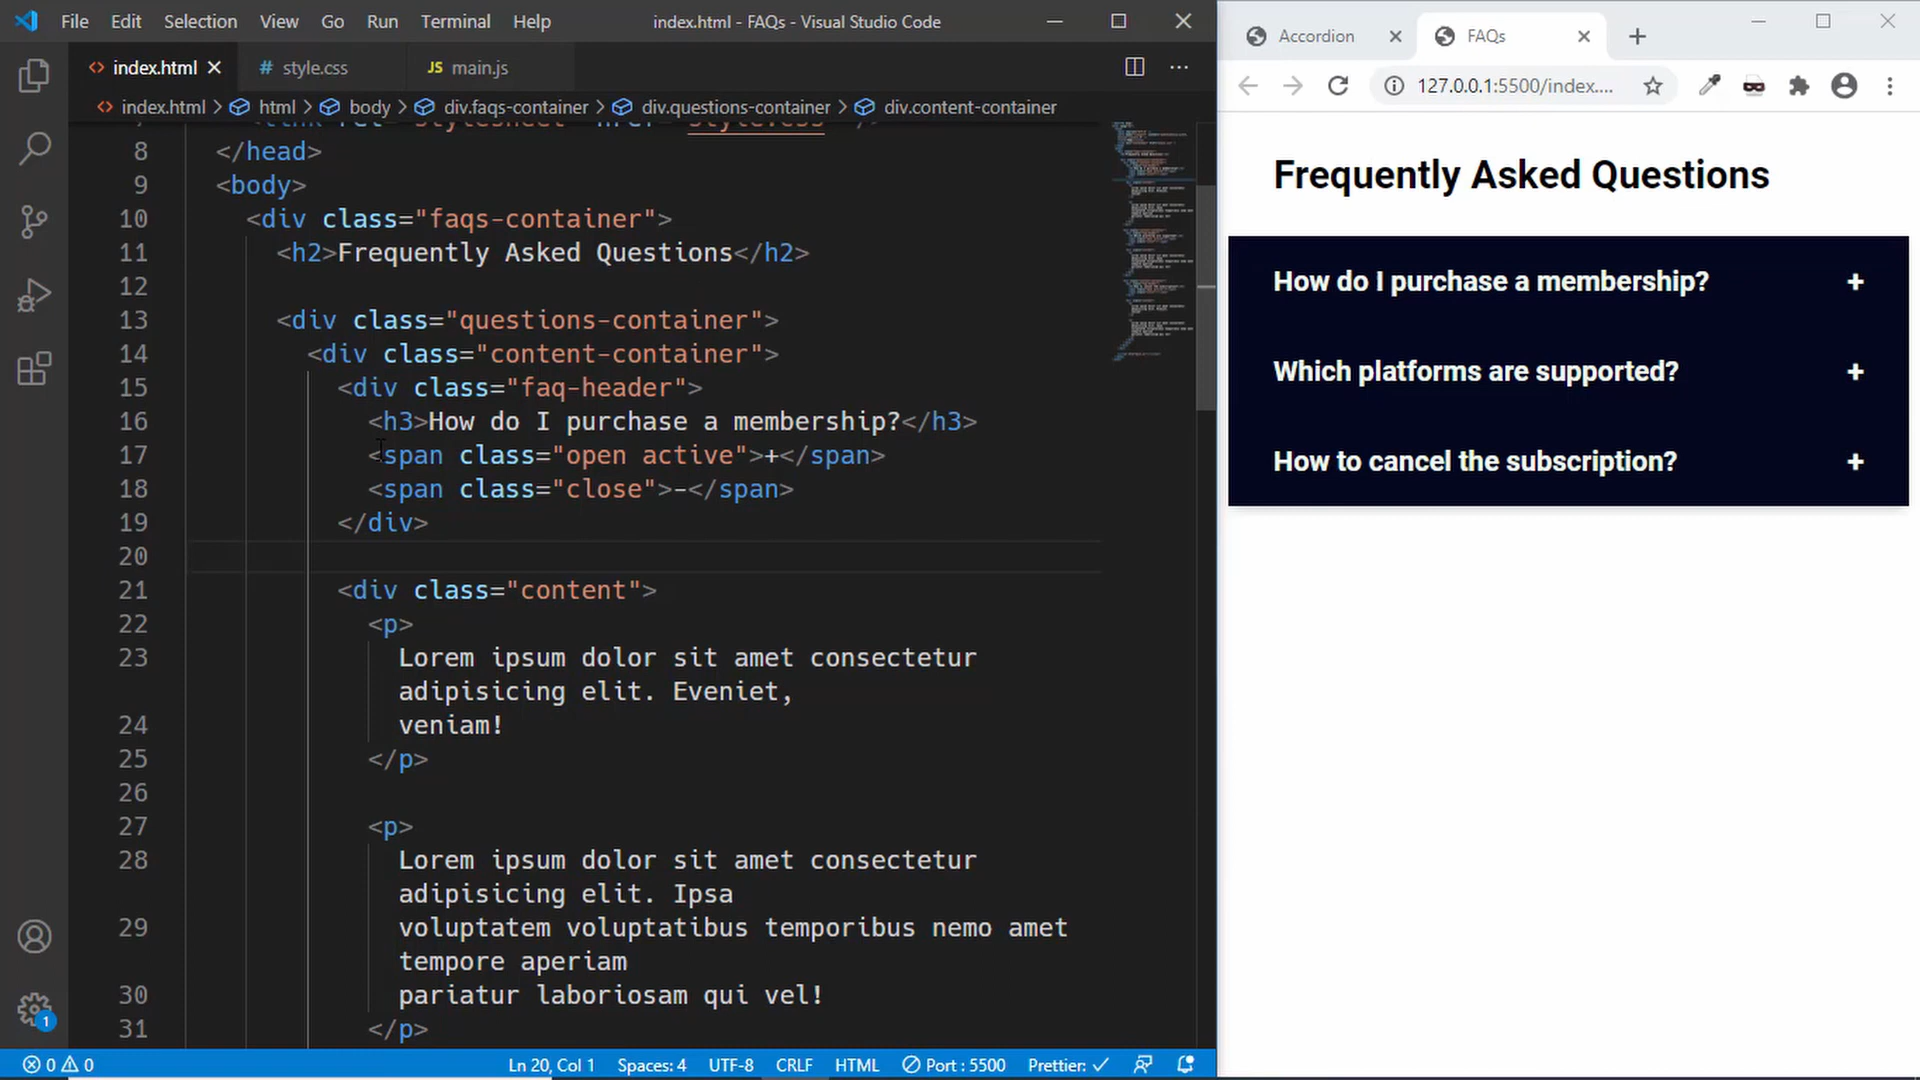 File Edit Selection View Go Run Terminal Help index.html - FAQs - Visual Studio Code
index.html style.css JS main.js
index.html > html > body > div.faqs-container > div.questions-container > div.content-container
8 </head>
9 <body>
10 <div class="faqs-container">
11 <h2>Frequently Asked Questions</h2>
12
13 <div class="questions-container">
14 <div class="content-container">
15 <div class="faq-header">
16 <h3>How do I purchase a membership?</h3>
17 <span class="open active">+</span>
18 <span class="close">-</span>
19 </div>
20
21 <div class="content">
22 <p>
23 Lorem ipsum dolor sit amet consectetur
adipisicing elit. Eveniet,
24 veniam!
25 </p>
26
27 <p>
28 Lorem ipsum dolor sit amet consectetur
adipisicing elit. Ipsa
29 voluptatem voluptatibus temporibus nemo amet
tempore aperiam
30 pariatur laboriosam qui vel!
31 </p>
1
0 0 Ln 20, Col 1 Spaces: 4 UTF-8 CRLF HTML Port : 5500 Prettier: ✓
Accordion FAQs
127.0.0.1:5500/index....
Frequently Asked Questions
How do I purchase a membership? +
Which platforms are supported? +
How to cancel the subscription? +